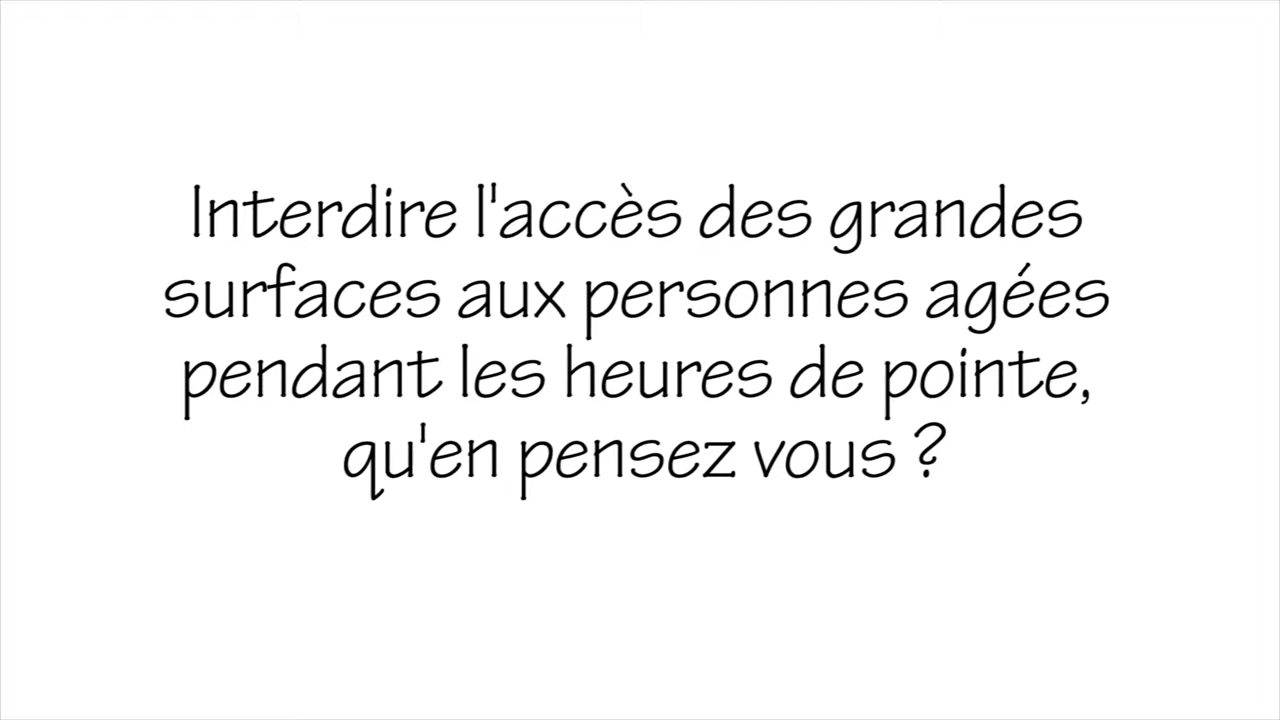 Interdire l'accès des grandes
surfaces aux personnes agées
pendant les heures de pointe,
qu'en pensez vous ?